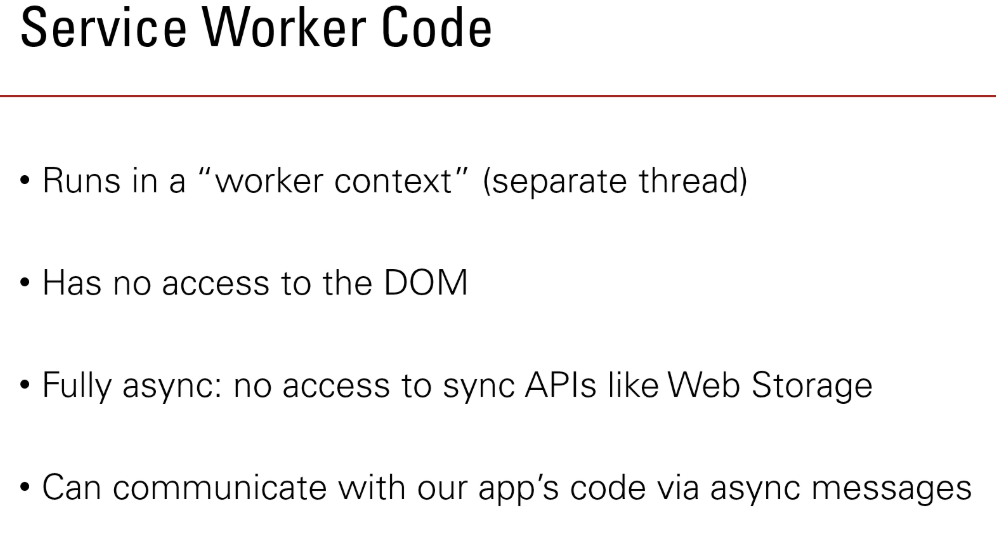 Service Worker Code
• Runs in a “worker context” (separate thread)
• Has no access to the DOM
• Fully async: no access to sync APIs like Web Storage
• Can communicate with our app’s code via async messages